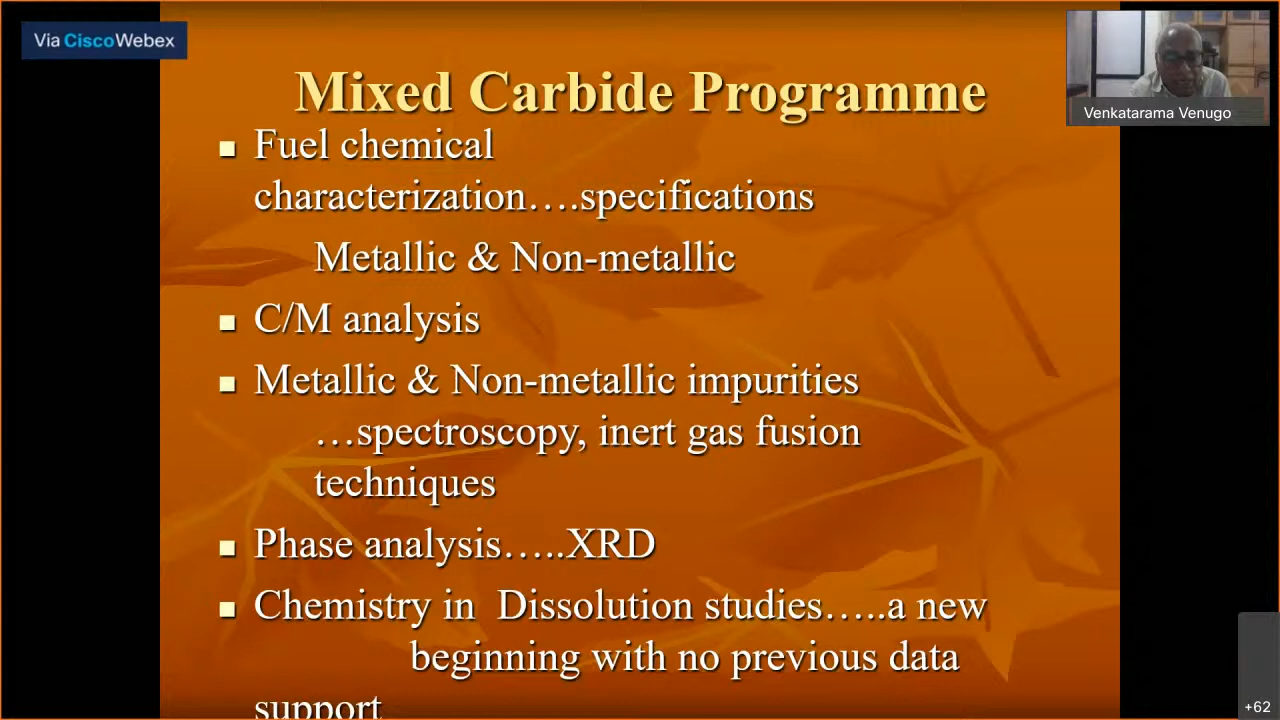 Via Cisco Webex
Mixed Carbide Programme
Venkatarama Venugo
Fuel chemical
characterization….specifications
Metallic & Non-metallic
C/M analysis
Metallic & Non-metallic impurities
…spectroscopy, inert gas fusion
techniques
Phase analysis…..XRD
Chemistry in  Dissolution studies…..a new
beginning with no previous data
support
+62